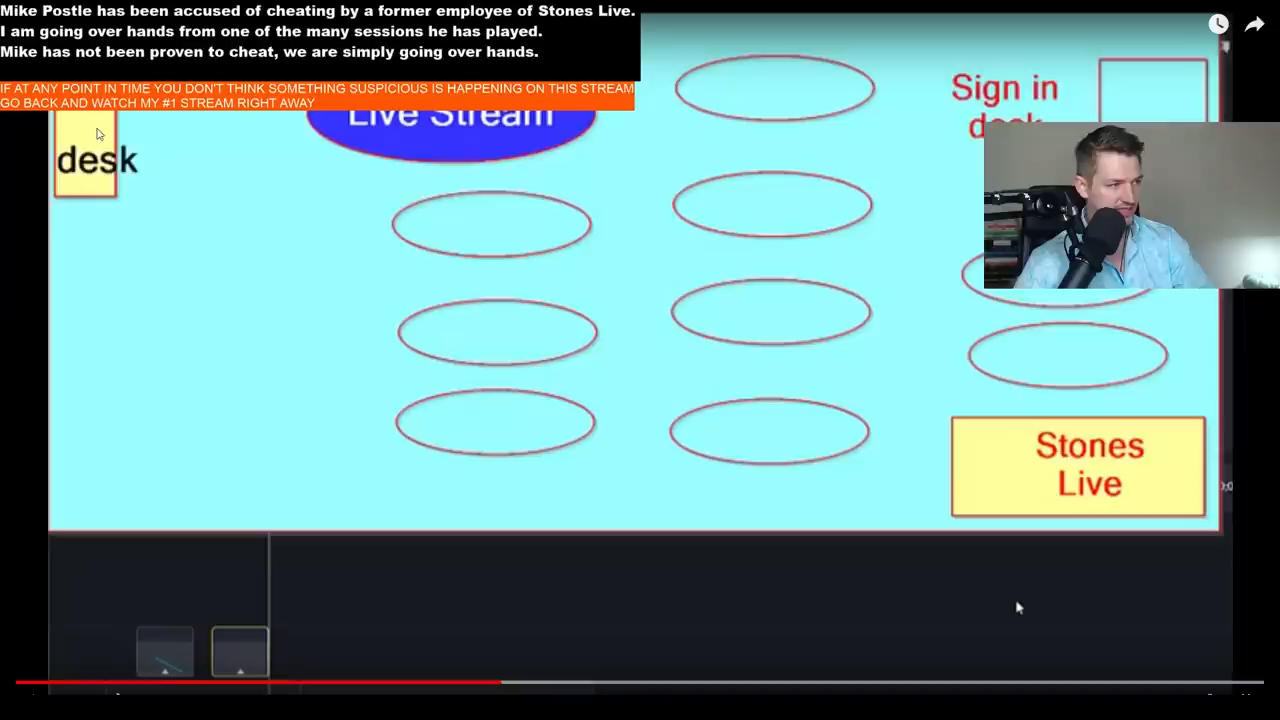 Mike Postle has been accused of cheating by a former employee of Stones Live.
I am going over hands from one of the many sessions he has played.
Mike has not been proven to cheat, we are simply going over hands.
IF AT ANY POINT IN TIME YOU DON'T THINK SOMETHING SUSPICIOUS IS HAPPENING ON THIS STREAM
GO BACK AND WATCH MY #1 STREAM RIGHT AWAY
Live Stream
Sign in
desk
desk
Stones
Live